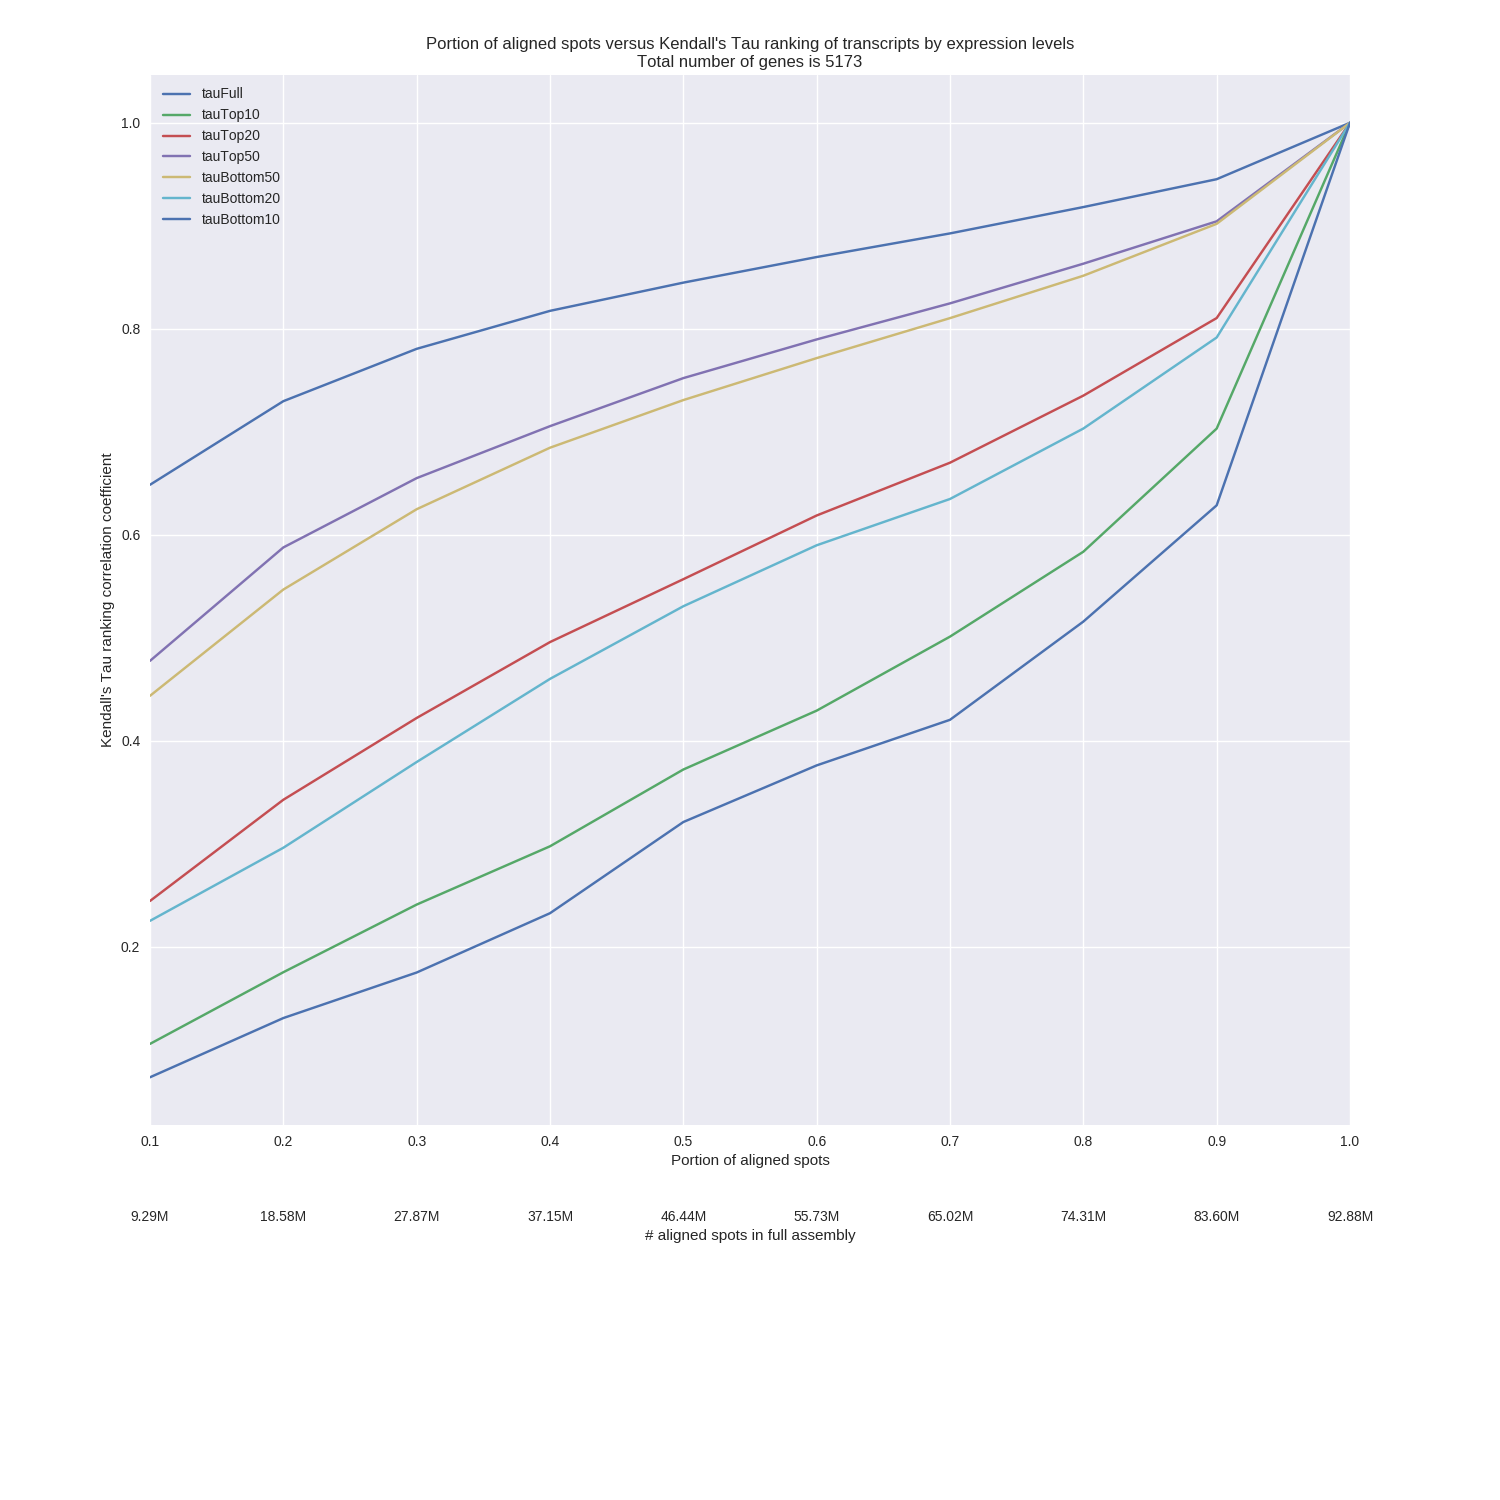 Portion of aligned spots versus Kendall's Tau ranking of transcripts by expression levels
Total number of genes is 5173
tauFull
tauTop10
tauTop20
tauTop50
tauBottom50
tauBottom20
tauBottom10
1.0
0.8
0.6
0.4
0.2
Kendall's Tau ranking correlation coefficient
0.1 0.2 0.3 0.4 0.5 0.6 0.7 0.8 0.9 1.0
Portion of aligned spots
9.29M 18.58M 27.87M 37.15M 46.44M 55.73M 65.02M 74.31M 83.60M 92.88M
# aligned spots in full assembly